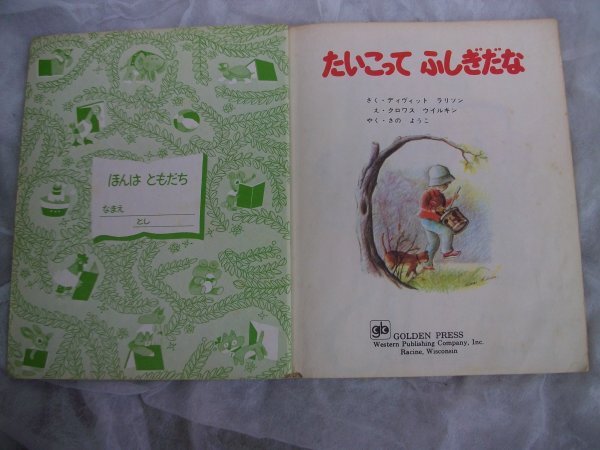 ほんは ともだち
なまえ
とし
たいこって ふしぎだな
さく・ディヴィット ラリソン
え・クロワス ウイルキン
やく・きの ようこ
GOLDEN PRESS
Western Publishing Company, Inc.
Racine, Wisconsin